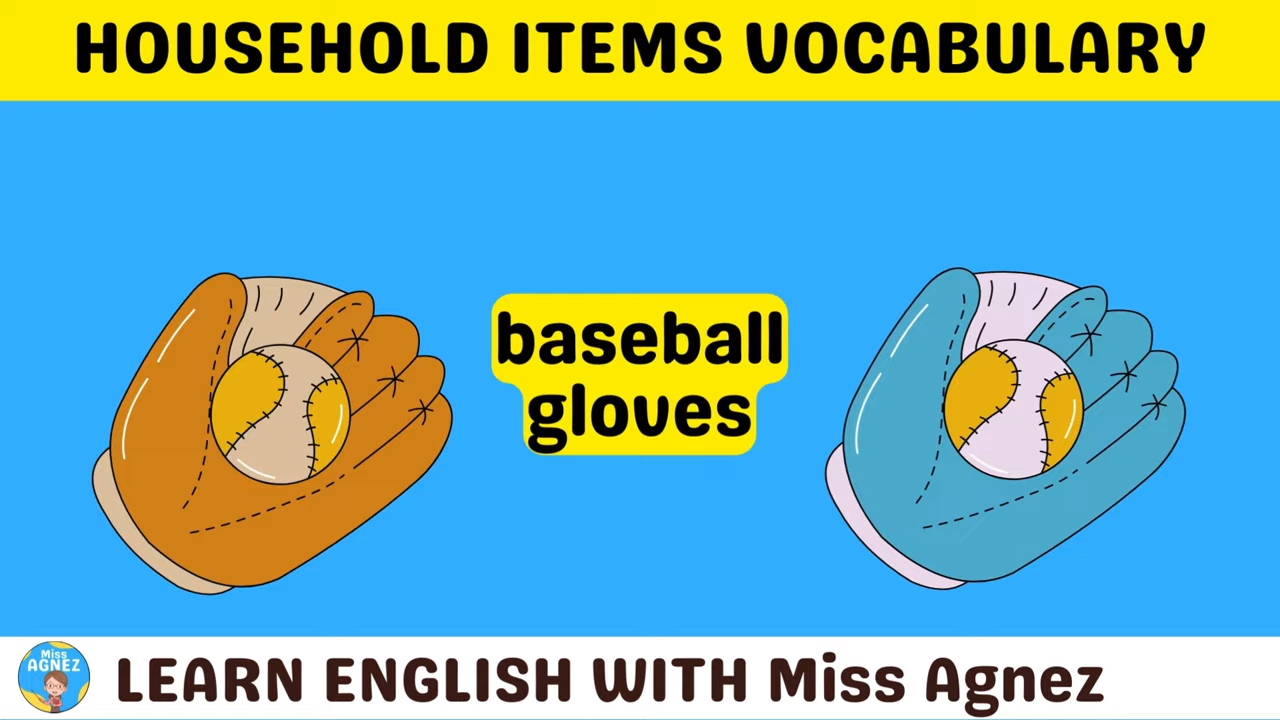 HOUSEHOLD ITEMS VOCABULARY
baseball
gloves
Miss
AGNEZ
LEARN ENGLISH WITH Miss Agnez